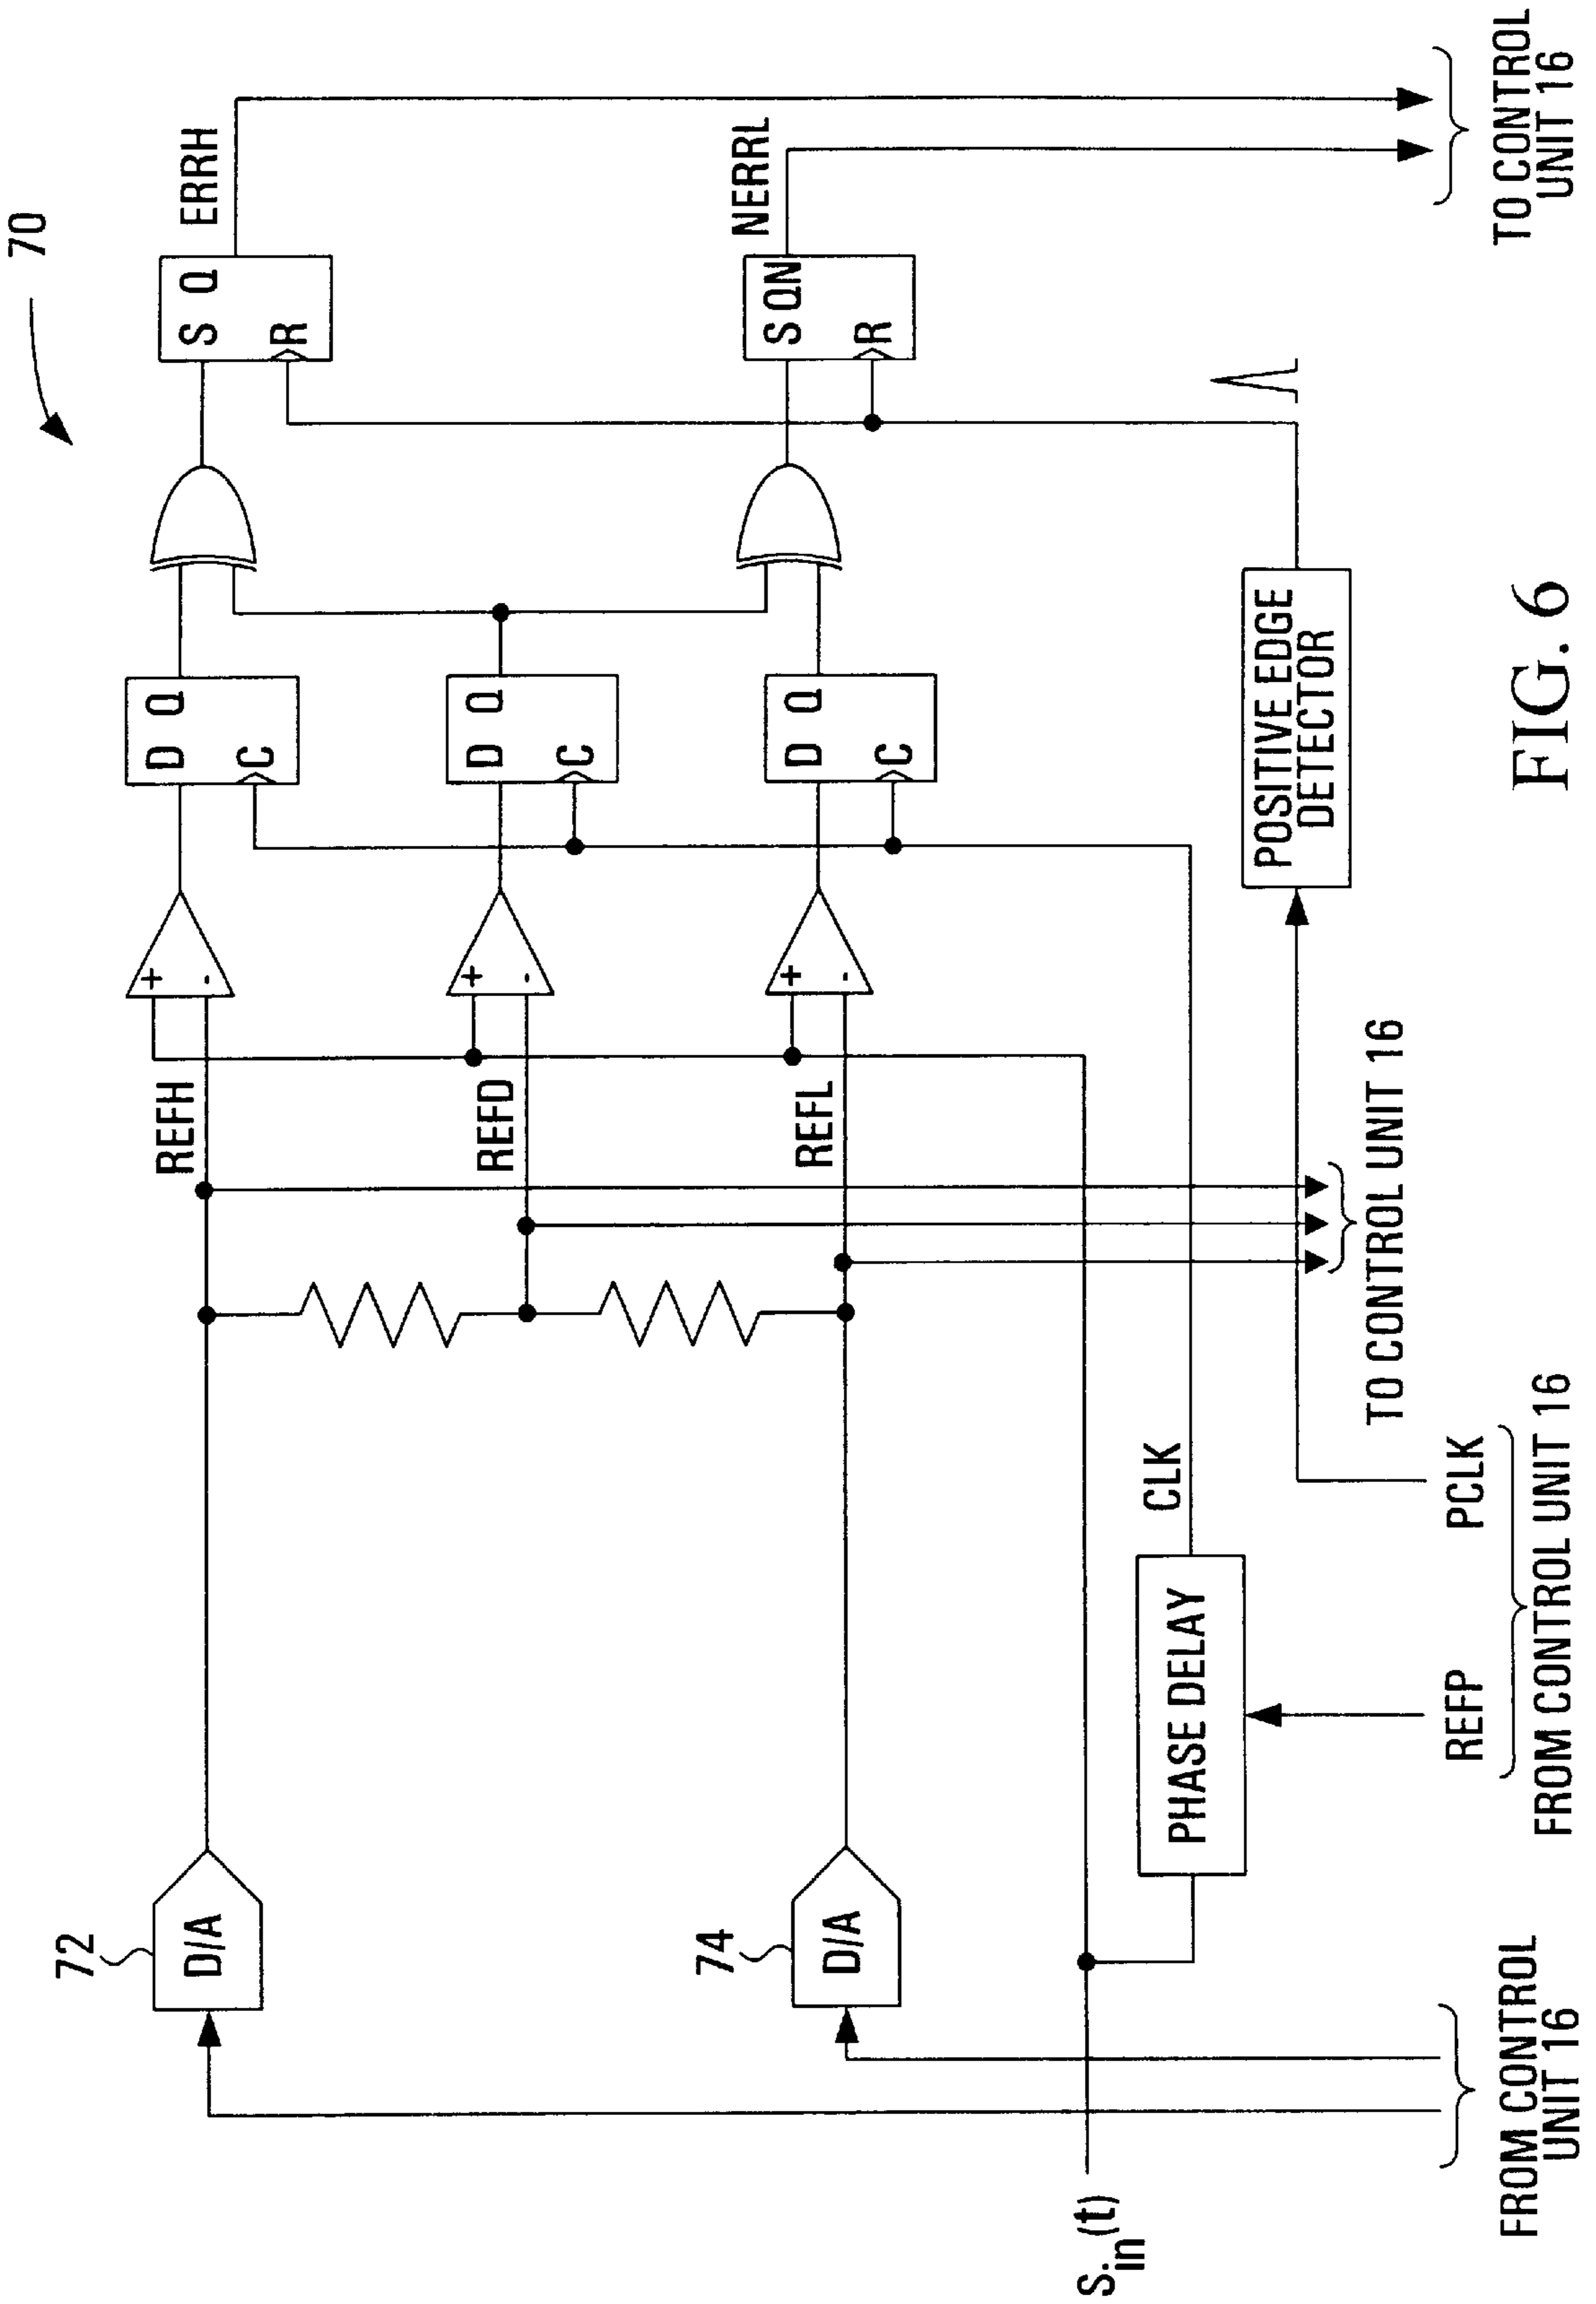 70
72
D/A
REFH
+
-
D Q
C
S Q
R
ERRH
REFD
+
-
D Q
C
74
D/A
REFL
+
-
D Q
C
S QN
R
NERRL
Sin(t)
PHASE DELAY
CLK
POSITIVE EDGE
DETECTOR
TO CONTROL UNIT 16
REFP
PCLK
FROM CONTROL UNIT 16
FROM CONTROL
UNIT 16
TO CONTROL
UNIT 16
FIG. 6